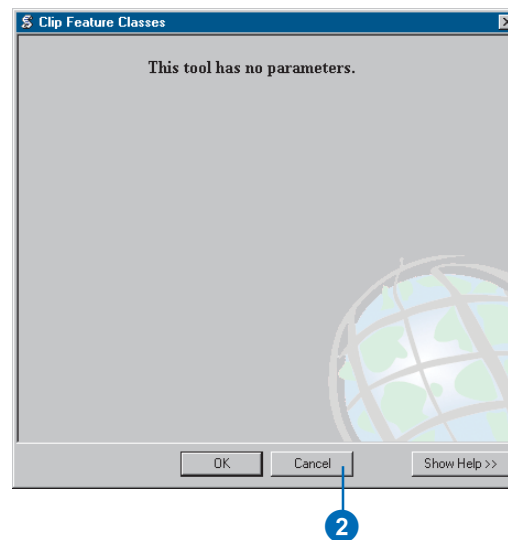 Clip Feature Classes
This tool has no parameters.
OK
Cancel
Show Help >>
2